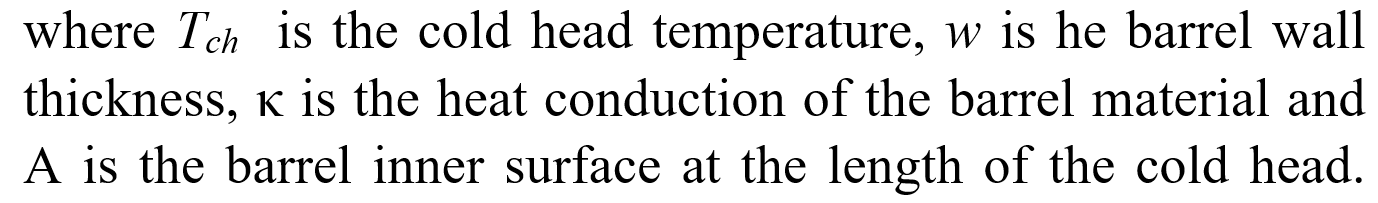 where T_ch is the cold head temperature, w is he barrel wall
thickness, κ is the heat conduction of the barrel material and
A is the barrel inner surface at the length of the cold head.